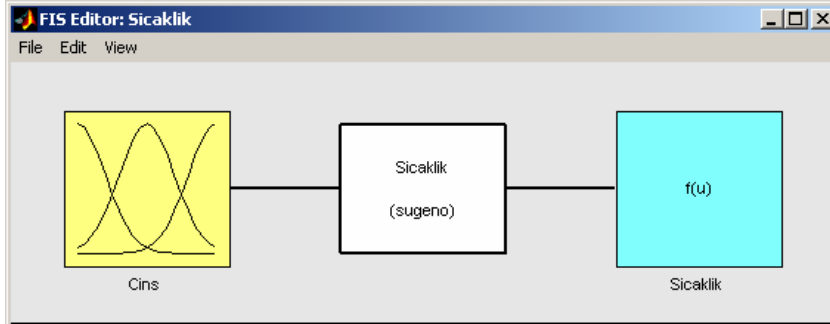 FIS Editor: Sicaklik
File Edit View
Sicaklik
(sugeno)
f(u)
Cins
Sicaklik